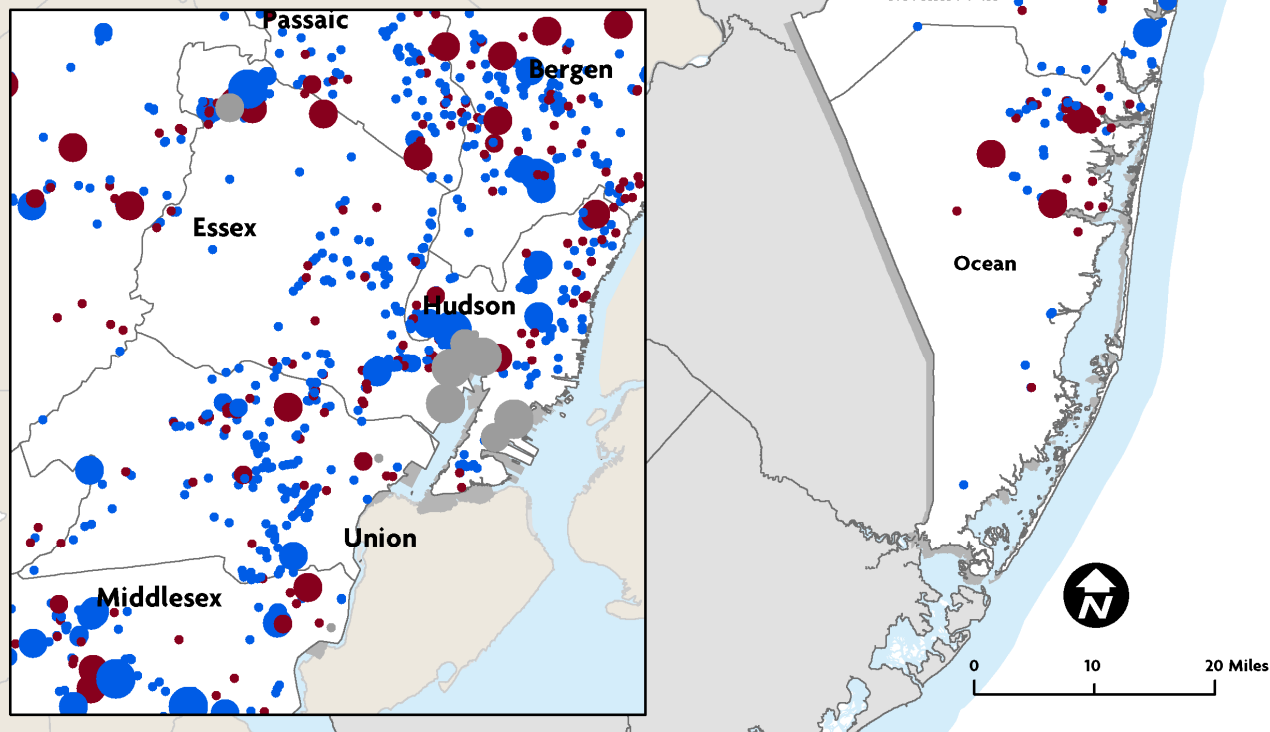 Passaic
Bergen
Essex
Hudson
Union
Middlesex
Ocean
N
0 10 20 Miles